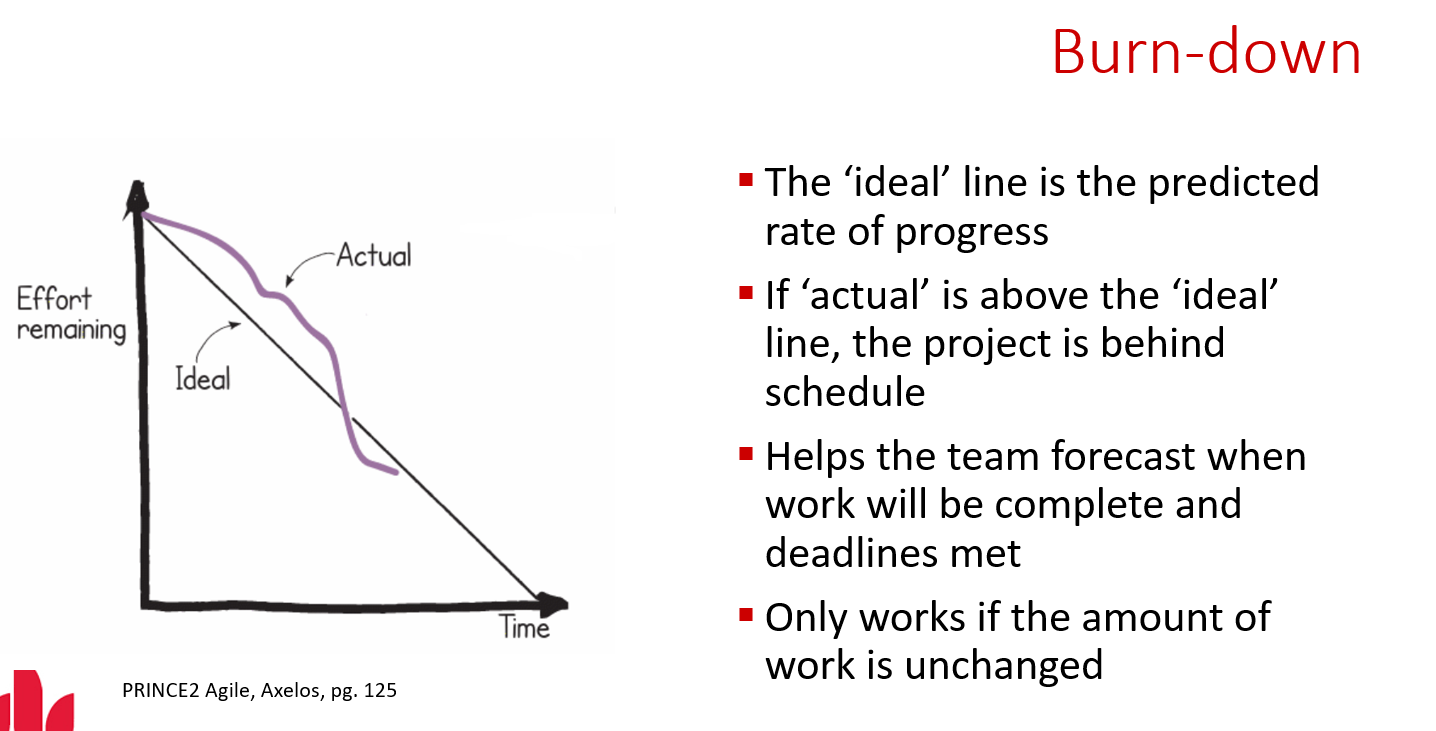 Burn-down
Actual
Effort
remaining
Ideal
Time
PRINCE2 Agile, Axelos, pg. 125
▪ The ‘ideal’ line is the predicted
rate of progress
▪ If ‘actual’ is above the ‘ideal’
line, the project is behind
schedule
▪ Helps the team forecast when
work will be complete and
deadlines met
▪ Only works if the amount of
work is unchanged